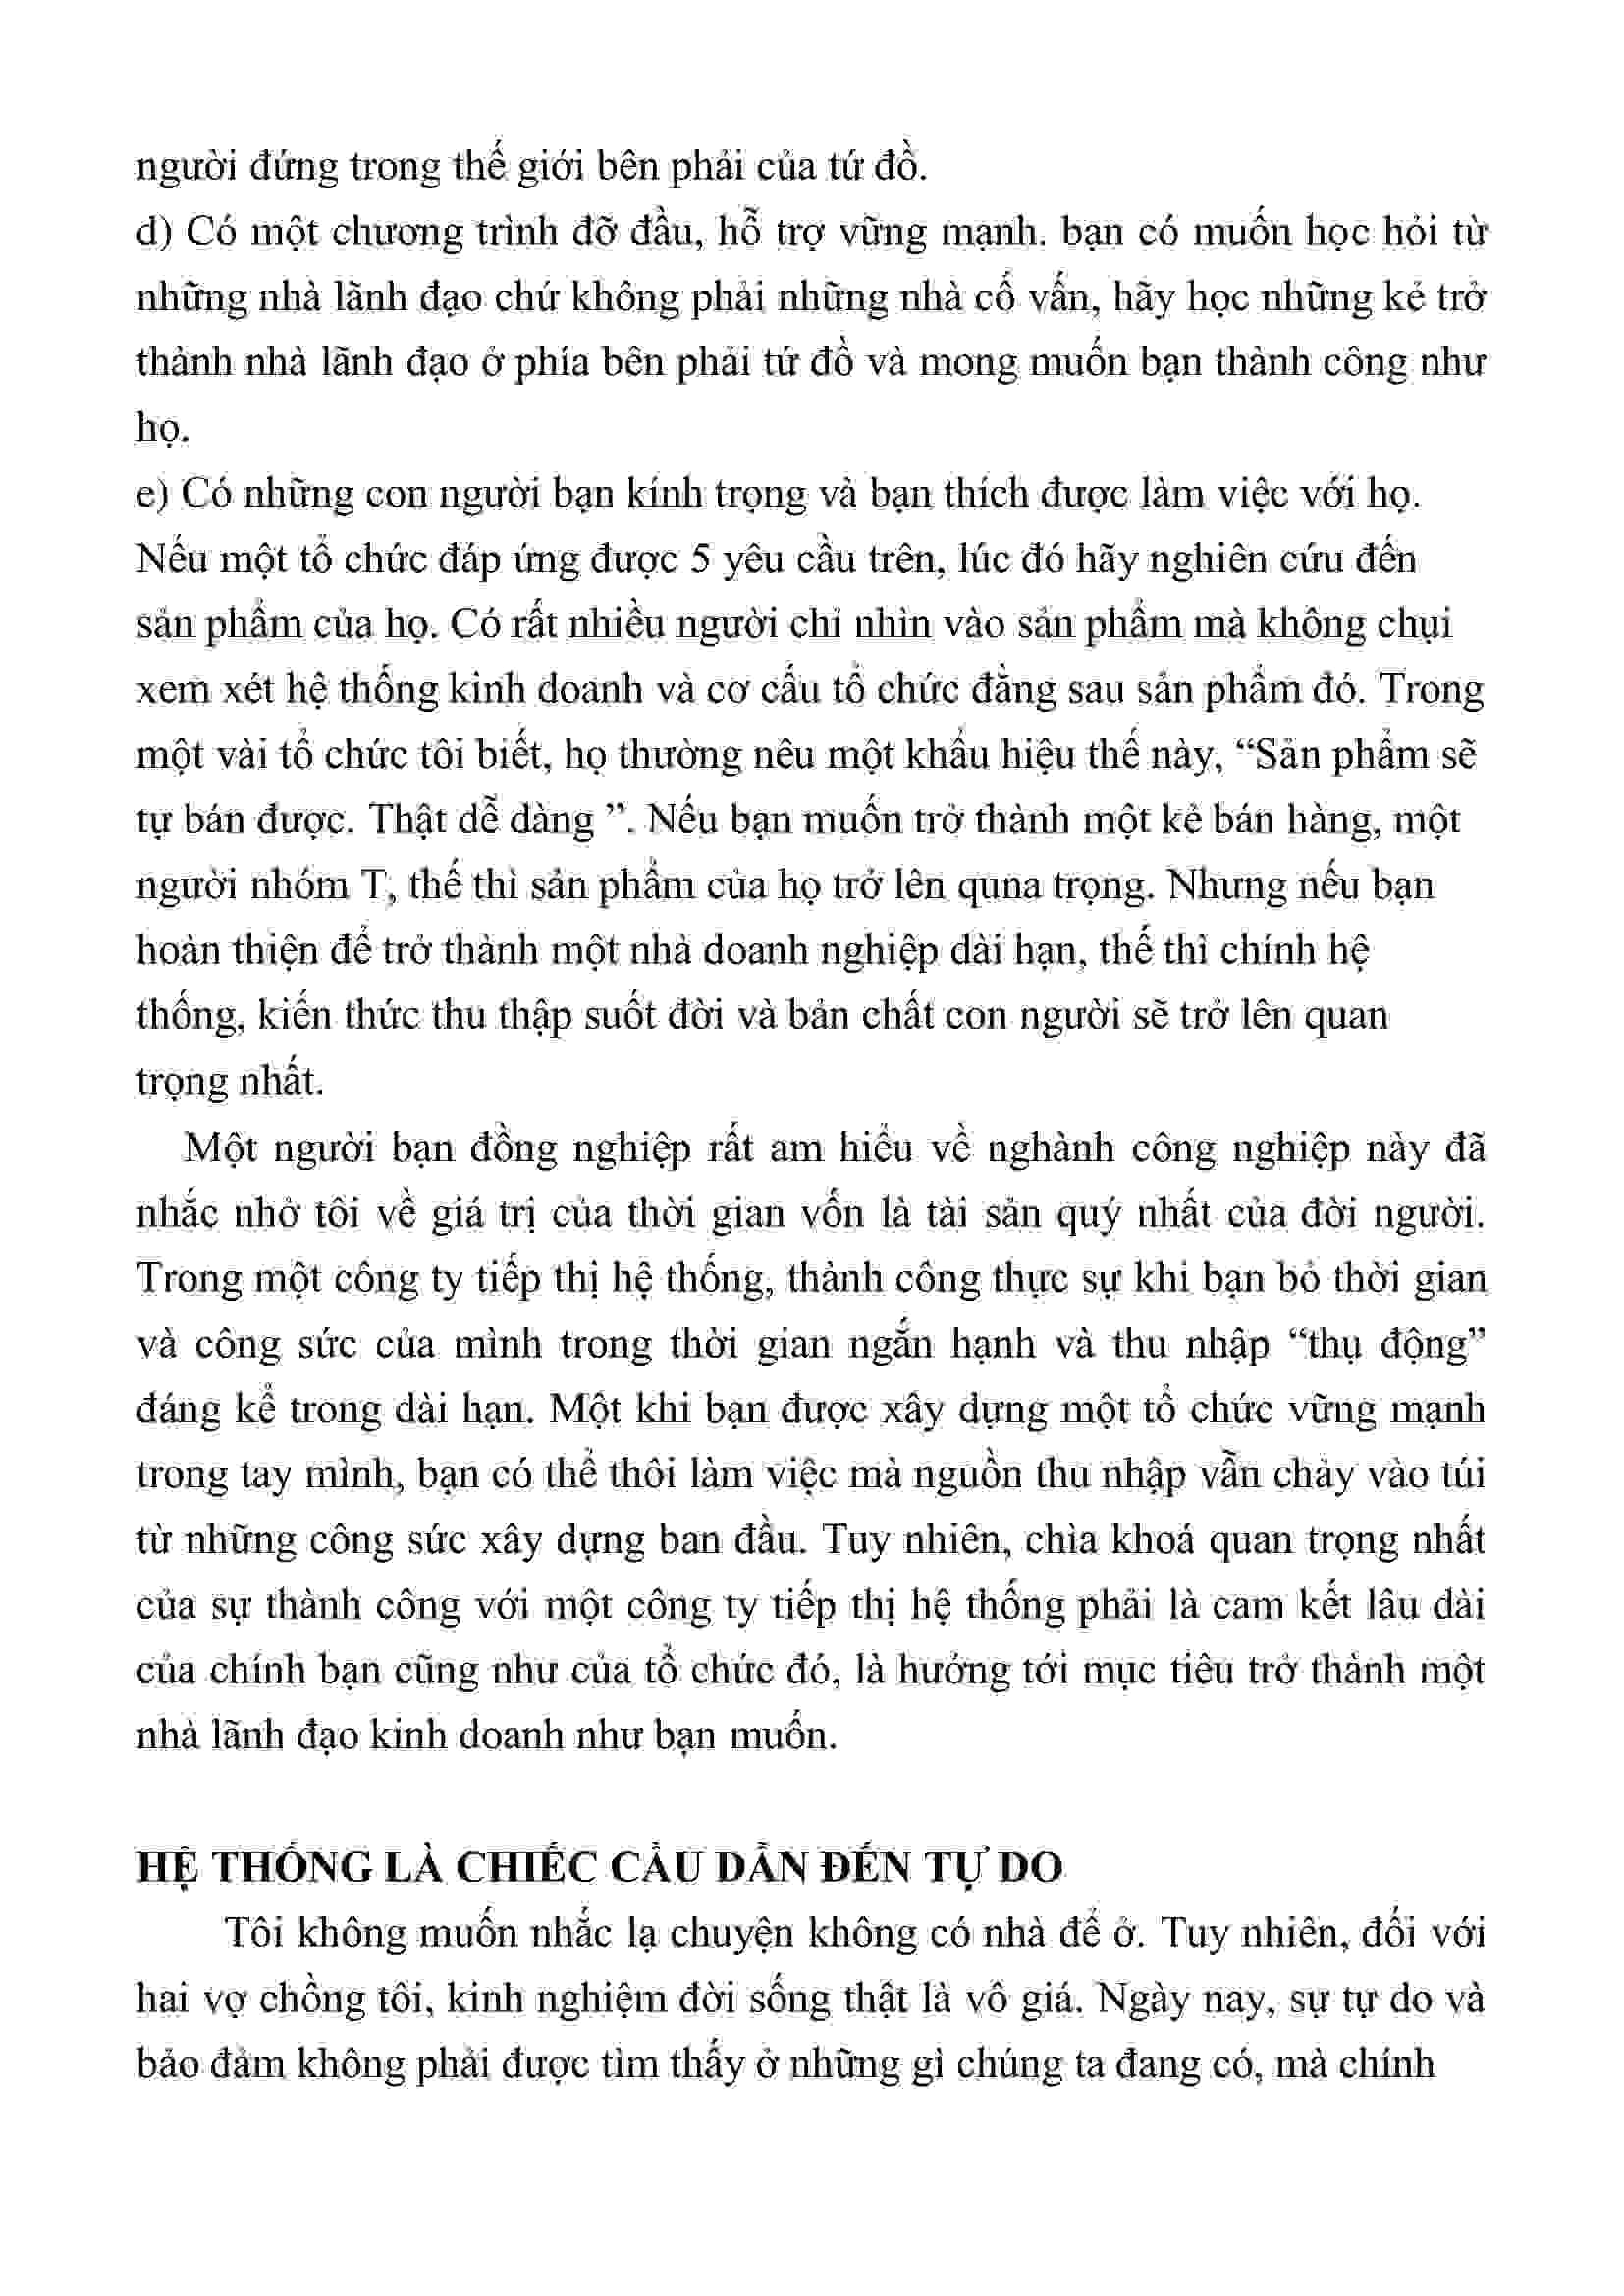 người đứng trong thế giới bên phải của tứ đồ.
d) Có một chương trình đỡ đầu, hỗ trợ vững mạnh. bạn có muốn học hỏi từ
những nhà lãnh đạo chứ không phải những nhà cố vấn, hãy học những kẻ trở
thành nhà lãnh đạo ở phía bên phải tứ đồ và mong muốn bạn thành công như
họ.
e) Có những con người bạn kính trọng và bạn thích được làm việc với họ.
Nếu một tổ chức đáp ứng được 5 yêu cầu trên, lúc đó hãy nghiên cứu đến
sản phẩm của họ. Có rất nhiều người chỉ nhìn vào sản phẩm mà không chụi
xem xét hệ thống kinh doanh và cơ cấu tổ chức đằng sau sản phẩm đó. Trong
một vài tổ chức tôi biết, họ thường nêu một khẩu hiệu thế này, “Sản phẩm sẽ
tự bán được. Thật dễ dàng ”. Nếu bạn muốn trở thành một kẻ bán hàng, một
người nhóm T, thế thì sản phẩm của họ trở lên quna trọng. Nhưng nếu bạn
hoàn thiện để trở thành một nhà doanh nghiệp dài hạn, thế thì chính hệ
thống, kiến thức thu thập suốt đời và bản chất con người sẽ trở lên quan
trọng nhất.
Một người bạn đồng nghiệp rất am hiểu về nghành công nghiệp này đã
nhắc nhở tôi về giá trị của thời gian vốn là tài sản quý nhất của đời người.
Trong một công ty tiếp thị hệ thống, thành công thực sự khi bạn bỏ thời gian
và công sức của mình trong thời gian ngắn hạnh và thu nhập “thụ động”
đáng kể trong dài hạn. Một khi bạn được xây dựng một tổ chức vững mạnh
trong tay mình, bạn có thể thôi làm việc mà nguồn thu nhập vẫn chảy vào túi
từ những công sức xây dựng ban đầu. Tuy nhiên, chìa khoá quan trọng nhất
của sự thành công với một công ty tiếp thị hệ thống phải là cam kết lâu dài
của chính bạn cũng như của tổ chức đó, là hưởng tới mục tiêu trở thành một
nhà lãnh đạo kinh doanh như bạn muốn.
HỆ THỐNG LÀ CHIẾC CẦU DẪN ĐẾN TỰ DO
Tôi không muốn nhắc lạ chuyện không có nhà để ở. Tuy nhiên, đối với
hai vợ chồng tôi, kinh nghiệm đời sống thật là vô giá. Ngày nay, sự tự do và
bảo đảm không phải được tìm thấy ở những gì chúng ta đang có, mà chính